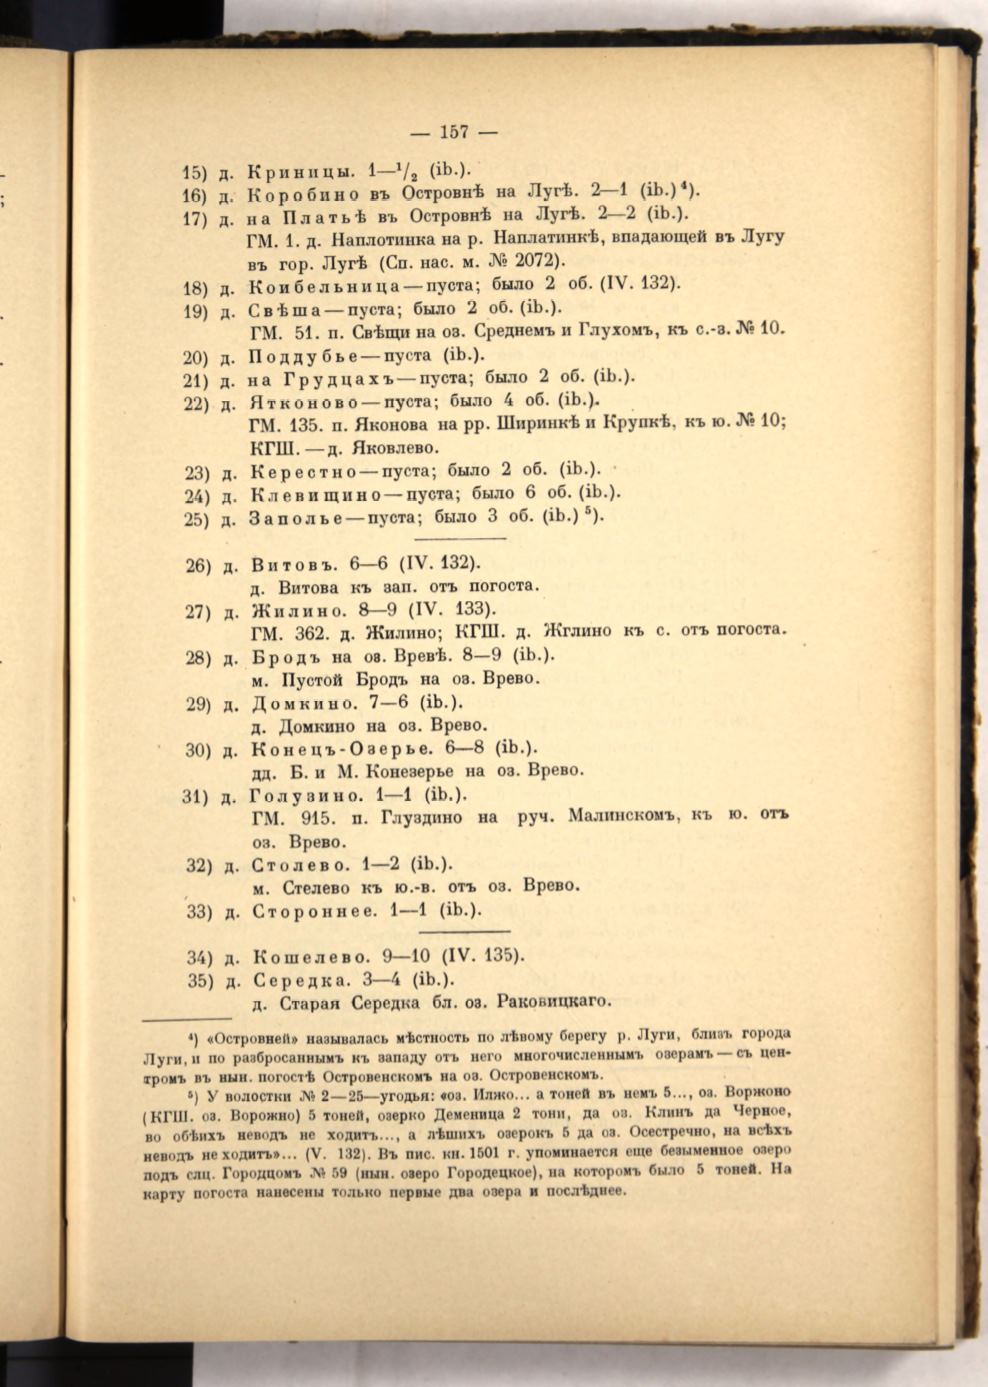 — 157 —
15) д. Криницы. 1—1/2 (ib.).
16) д. Коробино въ Островнѣ на Лугѣ. 2—1 (ib.) ⁴).
17) д. на Платьѣ въ Островнѣ на Лугѣ. 2—2 (ib.).
ГМ. 1. д. Наплотинка на р. Наплатинкѣ, впадающей въ Лугу
въ гор. Лугѣ (Сп. нас. м. № 2072).
18) д. Коибельница—пуста; было 2 об. (IV. 132).
19) д. Свѣша—пуста; было 2 об. (ib.).
ГМ. 51. п. Свѣщи на оз. Среднемъ и Глухомъ, къ с.-з. № 10.
20) д. Поддубье—пуста (ib.).
21) д. на Грудцахъ—пуста; было 2 об. (ib.).
22) д. Ятконово—пуста; было 4 об. (ib.).
ГМ. 135. п. Яконова на рр. Ширинкѣ и Крупкѣ, къ ю. № 10;
КГШ.—д. Яковлево.
23) д. Керестно—пуста; было 2 об. (ib.).
24) д. Клевищино—пуста; было 6 об. (ib.).
25) д. Заполье—пуста; было 3 об. (ib.) ⁵).
26) д. Витовъ. 6—6 (IV. 132).
д. Витова къ зап. отъ погоста.
27) д. Жилино. 8—9 (IV. 133).
ГМ. 362. д. Жилино; КГШ. д. Жглино къ с. отъ погоста.
28) д. Бродъ на оз. Вревѣ. 8—9 (ib.).
м. Пустой Бродъ на оз. Врево.
29) д. Домкино. 7—6 (ib.).
д. Домкино на оз. Врево.
30) д. Конецъ-Озерье. 6—8 (ib.).
дд. Б. и М. Конезерье на оз. Врево.
31) д. Голузино. 1—1 (ib.).
ГМ. 915. п. Глуздино на руч. Малинскомъ, къ ю. отъ
оз. Врево.
32) д. Столево. 1—2 (ib.).
м. Стелево къ ю.-в. отъ оз. Врево.
33) д. Стороннее. 1—1 (ib.).
34) д. Кошелево. 9—10 (IV. 135).
35) д. Середка. 3—4 (ib.).
д. Старая Середка бл. оз. Раковицкаго.
⁴) «Островней» называлась мѣстность по лѣвому берегу р. Луги, близъ города
Луги, и по разбросаннымъ къ западу отъ него многочисленнымъ озерамъ—съ цен-
тромъ въ нын. погостѣ Островенскомъ на оз. Островенскомъ.
⁵) У волостки № 2—25—угодья: «оз. Илжо... а тоней въ немъ 5..., оз. Воржоно
(КГШ. оз. Ворожно) 5 тоней, озерко Деменица 2 тони, да оз. Клинъ да Черное,
во обѣихъ неводъ не ходитъ..., а лѣшихъ озерокъ 5 да оз. Осестречно, на всѣхъ
неводъ не ходитъ»... (V. 132). Въ пис. кн. 1501 г. упоминается еще безыменное озеро
подъ слц. Городцомъ № 59 (нын. озеро Городецкое), на которомъ было 5 тоней. На
карту погоста нанесены только первые два озера и послѣднее.